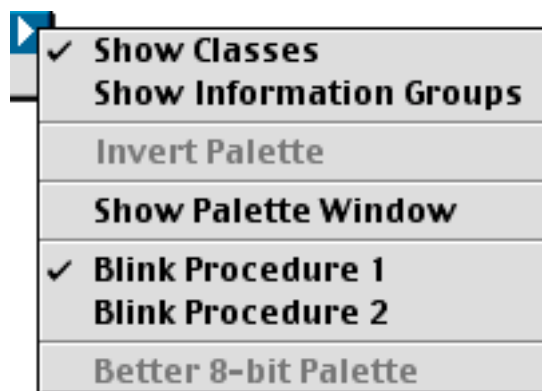 Show Classes
Show Information Groups
Invert Palette
Show Palette Window
Blink Procedure 1
Blink Procedure 2
Better 8-bit Palette